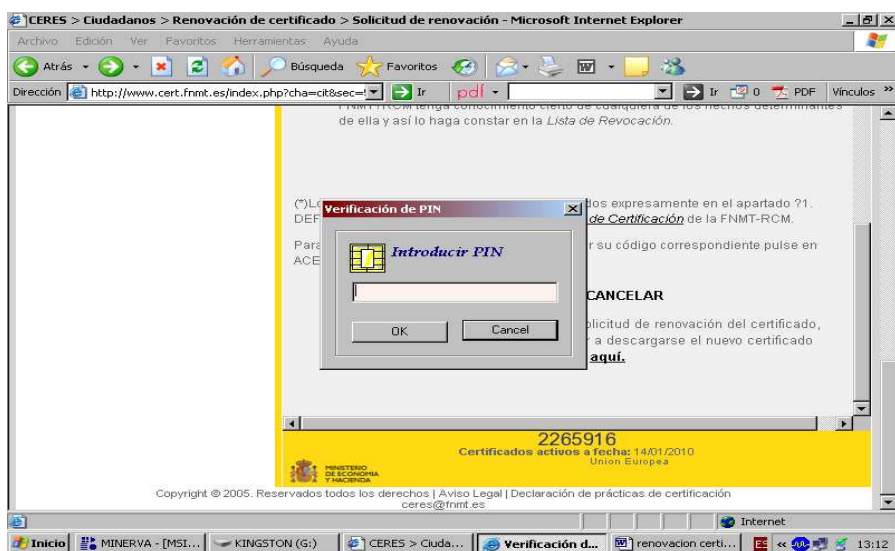 CERES > Ciudadanos > Renovación de certificado > Solicitud de renovación - Microsoft Internet Explorer
Archivo Edición Ver Favoritos Herramientas Ayuda
Atrás Búsqueda Favoritos
Dirección http://www.cert.fnmt.es/index.php?cha=cit&sec= Ir pdf Ir 0 PDF Vínculos »
de ella y así lo haga constar en la Lista de Revocación.
dos expresamente en el apartado ?1.
DEF de Certificación de la FNMT-RCM.
Para r su código correspondiente pulse en
ACE
Verificación de PIN
Introducir PIN
OK Cancel
CANCELAR
olicitud de renovación del certificado,
r a descargarse el nuevo certificado
aquí.
2265916
Certificados activos a fecha: 14/01/2010
Union Europea
MINISTERIO
DE ECONOMIA
Y HACIENDA
Copyright © 2005. Reservados todos los derechos | Aviso Legal | Declaración de prácticas de certificación
ceres@fnmt.es
Internet
Inicio MINERVA - [MSI... KINGSTON (G:) CERES > Ciuda... Verificación d... renovacion certi... ES « 13:12